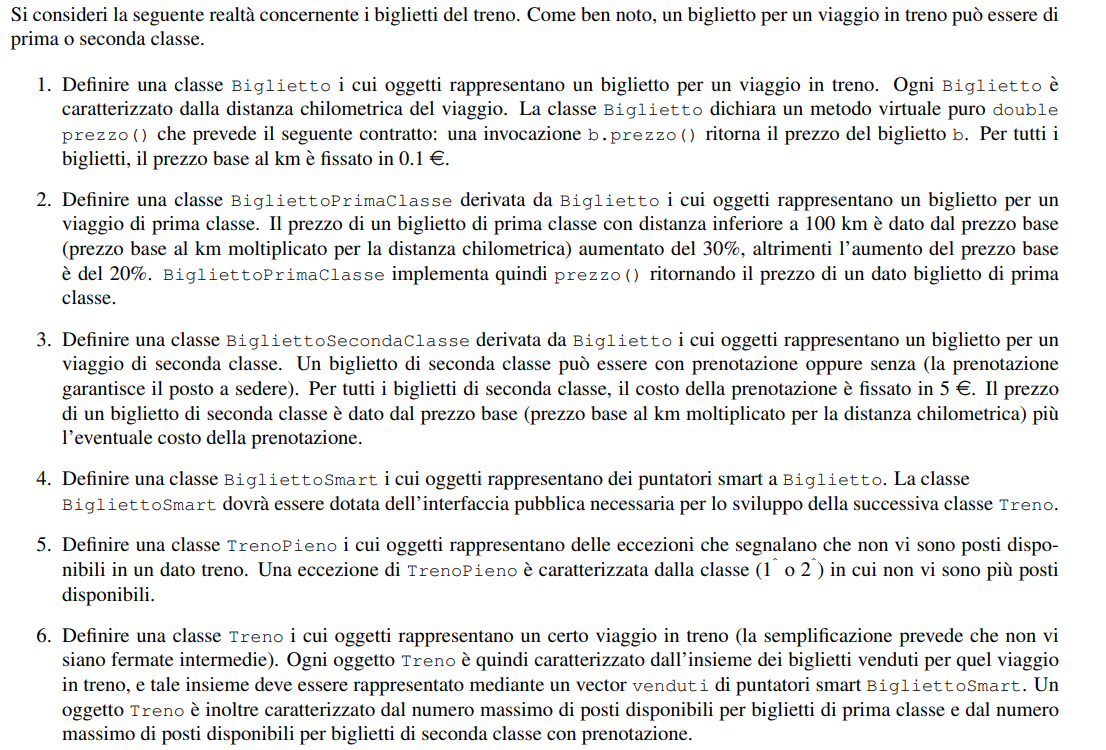 Si consideri la seguente realtà concernente i biglietti del treno. Come ben noto, un biglietto per un viaggio in treno può essere di
prima o seconda classe.
1. Definire una classe Biglietto i cui oggetti rappresentano un biglietto per un viaggio in treno. Ogni Biglietto è
caratterizzato dalla distanza chilometrica del viaggio. La classe Biglietto dichiara un metodo virtuale puro double
prezzo() che prevede il seguente contratto: una invocazione b.prezzo() ritorna il prezzo del biglietto b. Per tutti i
biglietti, il prezzo base al km è fissato in 0.1 €.
2. Definire una classe BigliettoPrimaClasse derivata da Biglietto i cui oggetti rappresentano un biglietto per un
viaggio di prima classe. Il prezzo di un biglietto di prima classe con distanza inferiore a 100 km è dato dal prezzo base
(prezzo base al km moltiplicato per la distanza chilometrica) aumentato del 30%, altrimenti l'aumento del prezzo base
è del 20%. BigliettoPrimaClasse implementa quindi prezzo() ritornando il prezzo di un dato biglietto di prima
classe.
3. Definire una classe BigliettoSecondaClasse derivata da Biglietto i cui oggetti rappresentano un biglietto per un
viaggio di seconda classe. Un biglietto di seconda classe può essere con prenotazione oppure senza (la prenotazione
garantisce il posto a sedere). Per tutti i biglietti di seconda classe, il costo della prenotazione è fissato in 5 €. Il prezzo
di un biglietto di seconda classe è dato dal prezzo base (prezzo base al km moltiplicato per la distanza chilometrica) più
l'eventuale costo della prenotazione.
4. Definire una classe BigliettoSmart i cui oggetti rappresentano dei puntatori smart a Biglietto. La classe
BigliettoSmart dovrà essere dotata dell'interfaccia pubblica necessaria per lo sviluppo della successiva classe Treno.
5. Definire una classe TrenoPieno i cui oggetti rappresentano delle eccezioni che segnalano che non vi sono posti dispo-
nibili in un dato treno. Una eccezione di TrenoPieno è caratterizzata dalla classe (1ˆ o 2ˆ) in cui non vi sono più posti
disponibili.
6. Definire una classe Treno i cui oggetti rappresentano un certo viaggio in treno (la semplificazione prevede che non vi
siano fermate intermedie). Ogni oggetto Treno è quindi caratterizzato dall'insieme dei biglietti venduti per quel viaggio
in treno, e tale insieme deve essere rappresentato mediante un vector venduti di puntatori smart BigliettoSmart. Un
oggetto Treno è inoltre caratterizzato dal numero massimo di posti disponibili per biglietti di prima classe e dal numero
massimo di posti disponibili per biglietti di seconda classe con prenotazione.